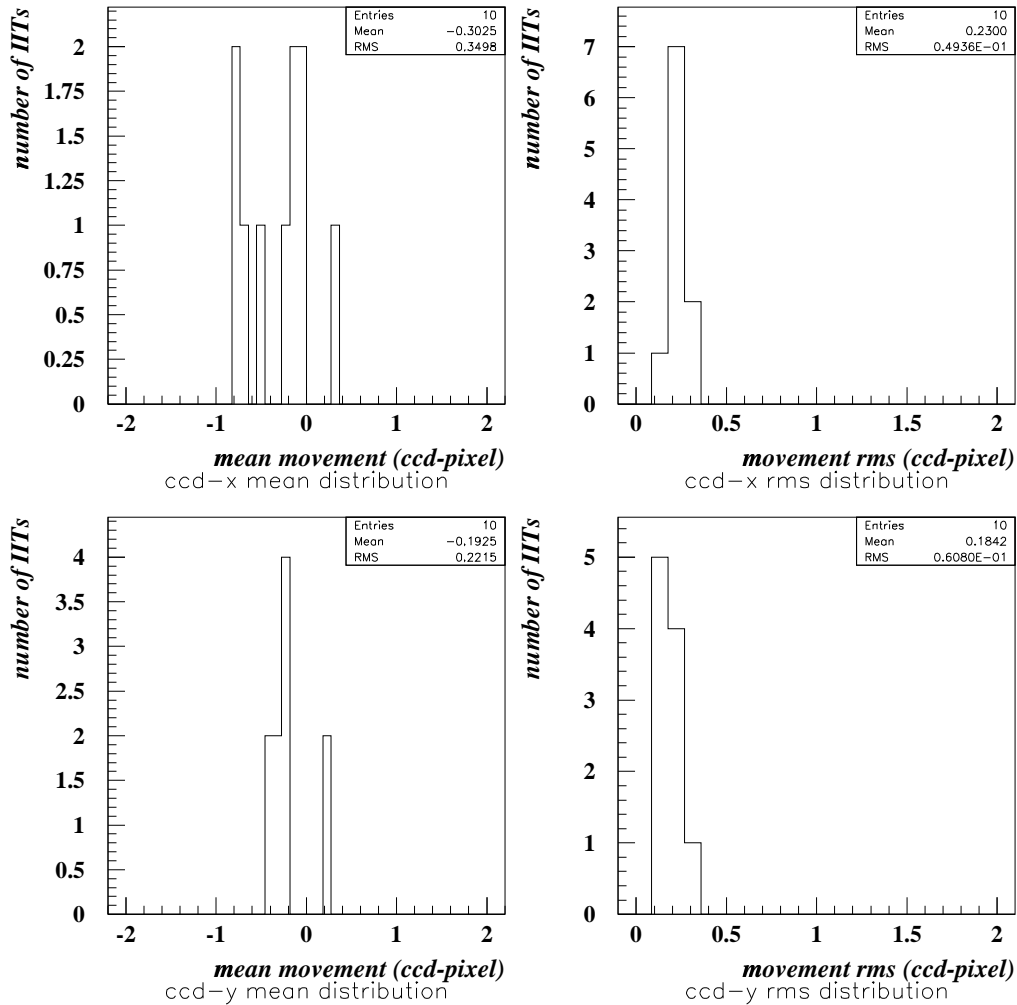 number of IITs
Entries 10
Mean -0.3025
RMS 0.3498
2
1.75
1.5
1.25
1
0.75
0.5
0.25
0
-2 -1 0 1 2
mean movement (ccd-pixel)
ccd-x mean distribution
number of IITs
Entries 10
Mean 0.2300
RMS 0.4936E-01
7
6
5
4
3
2
1
0
0 0.5 1 1.5 2
movement rms (ccd-pixel)
ccd-x rms distribution
number of IITs
Entries 10
Mean -0.1925
RMS 0.2215
4
3.5
3
2.5
2
1.5
1
0.5
0
-2 -1 0 1 2
mean movement (ccd-pixel)
ccd-y mean distribution
number of IITs
Entries 10
Mean 0.1842
RMS 0.6080E-01
5
4
3
2
1
0
0 0.5 1 1.5 2
movement rms (ccd-pixel)
ccd-y rms distribution